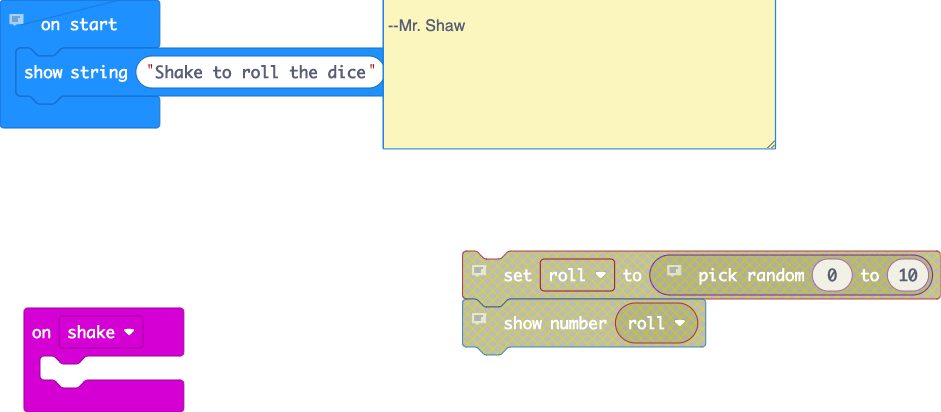 on start
show string "Shake to roll the dice"
--Mr. Shaw
set roll to pick random 0 to 10
show number roll
on shake